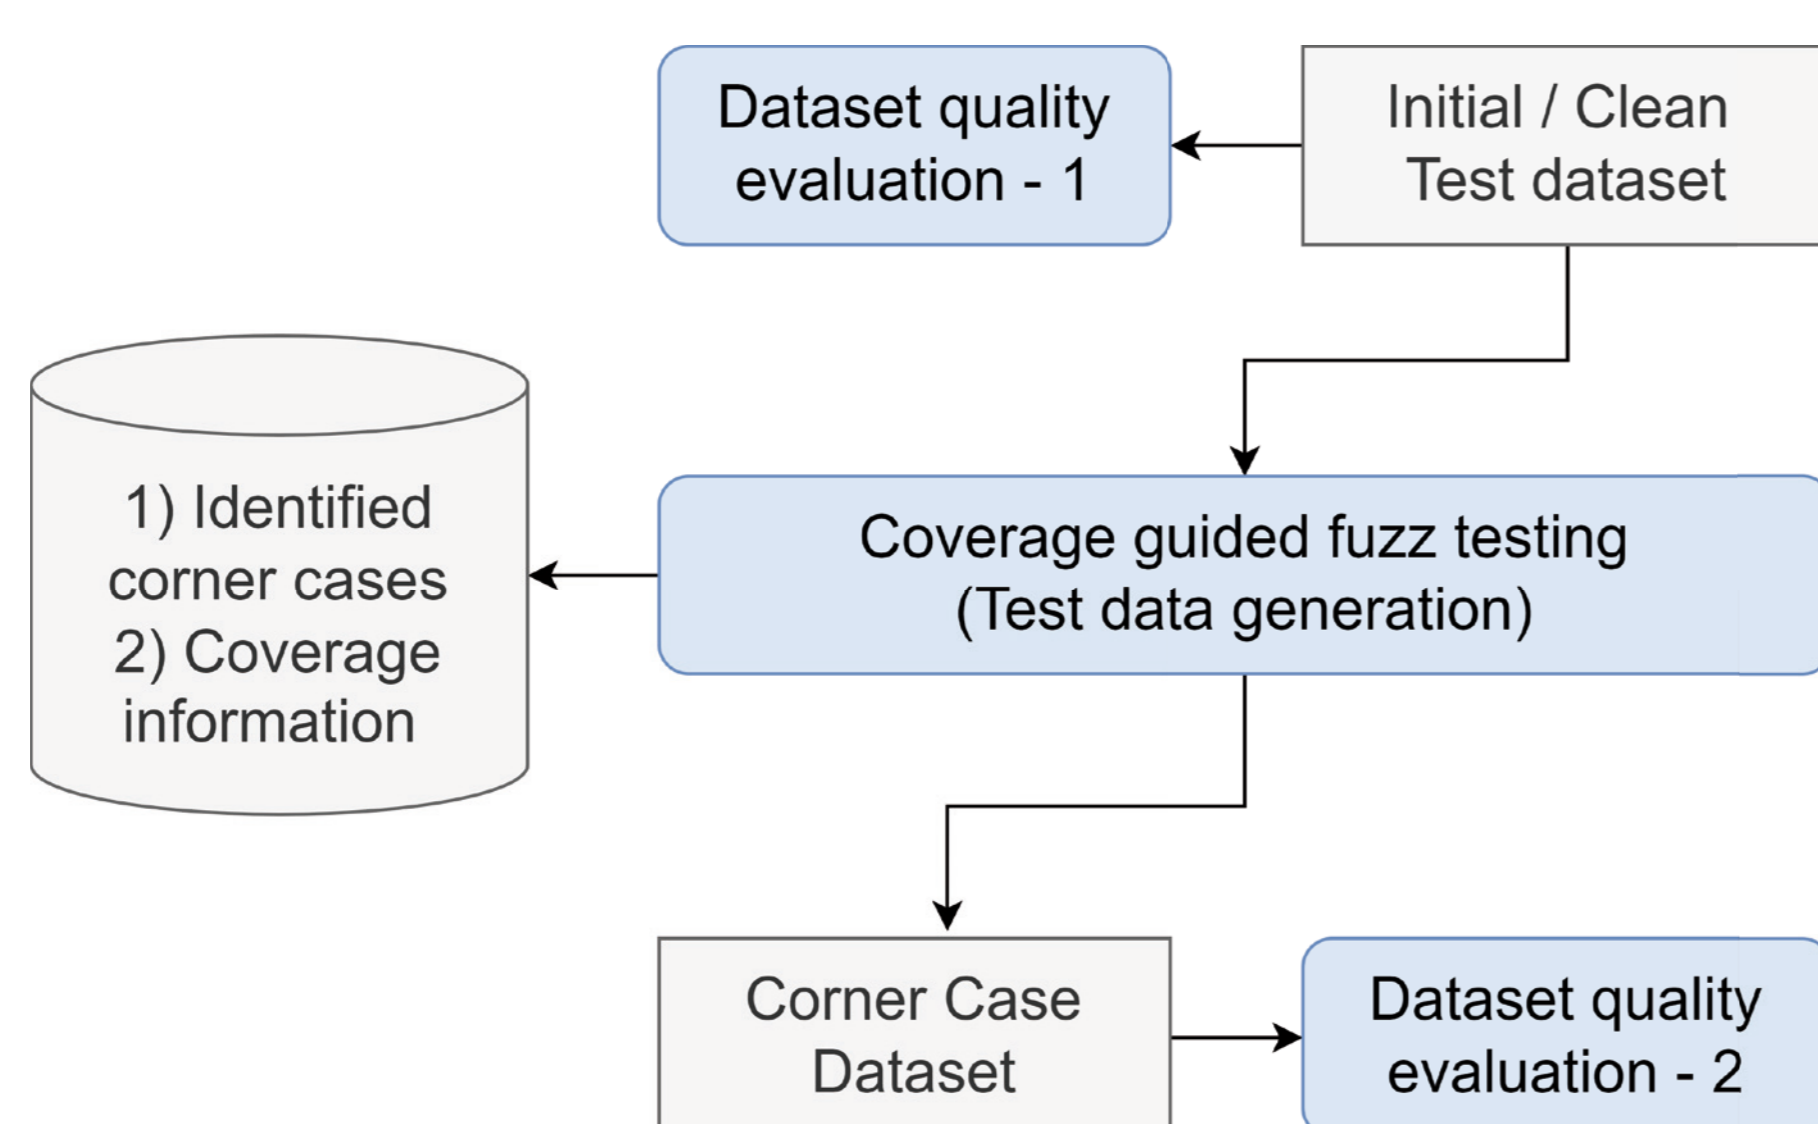 Dataset quality
evaluation - 1
Initial / Clean
Test dataset
1) Identified
corner cases
2) Coverage
information
Coverage guided fuzz testing
(Test data generation)
Corner Case
Dataset
Dataset quality
evaluation - 2